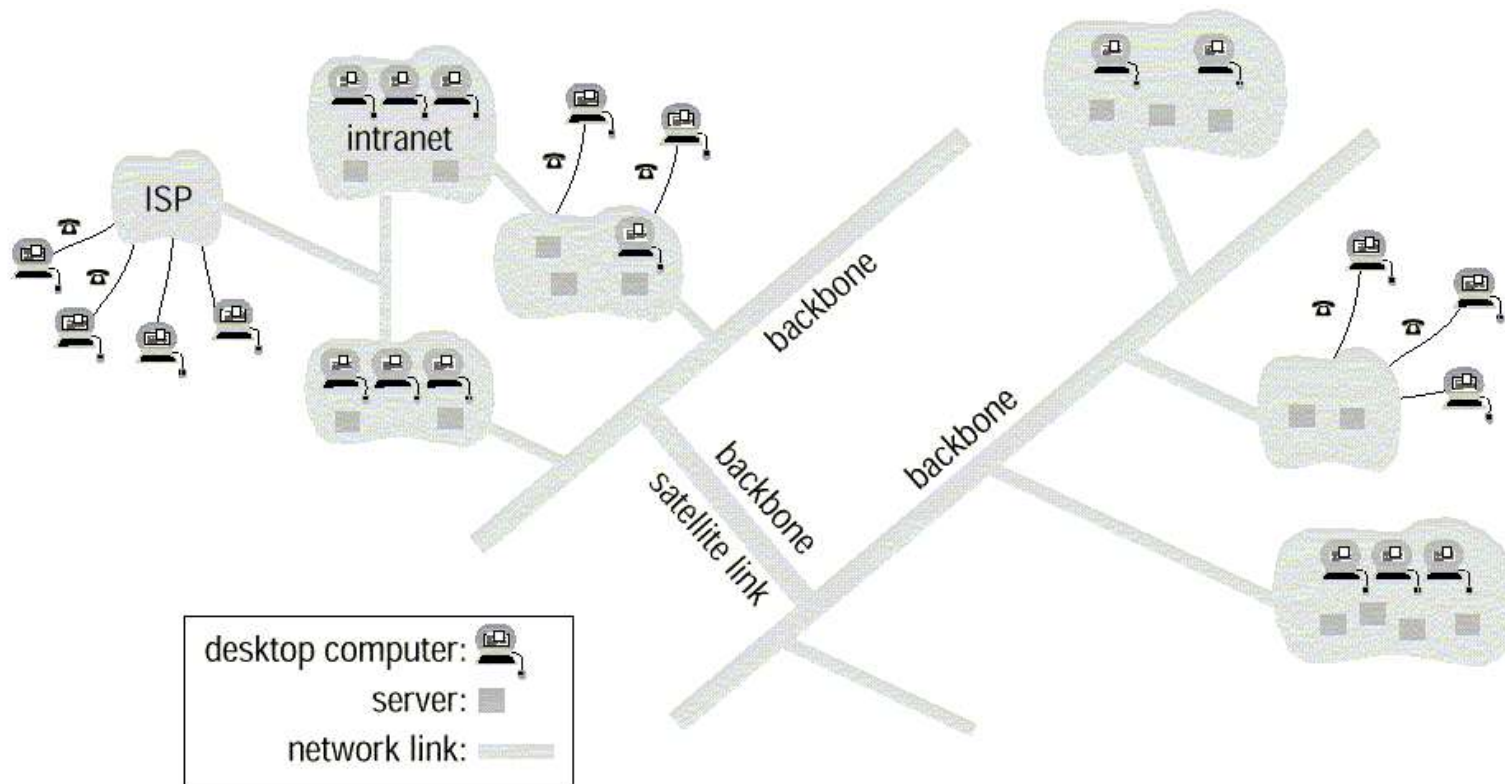 intranet
ISP
backbone
backbone
satellite link
backbone
desktop computer:
server:
network link: